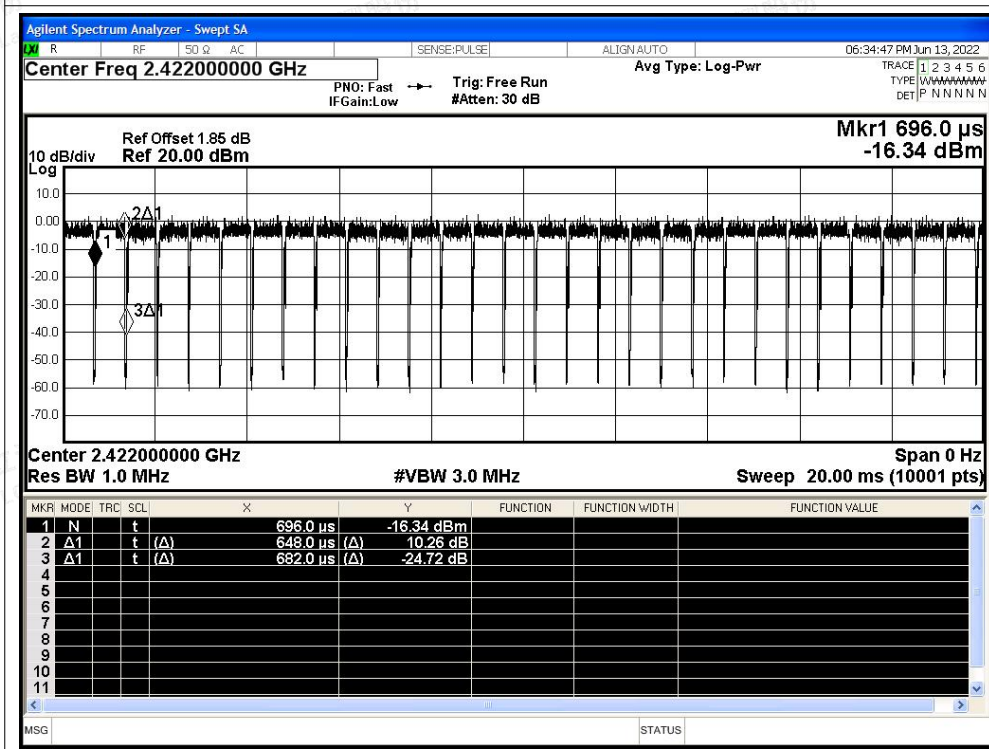 Agilent Spectrum Analyzer - Swept SA
LXI R RF 50 Ω AC SENSE:PULSE ALIGN AUTO 06:34:47 PM Jun 13, 2022
Center Freq 2.422000000 GHz
PNO: Fast Trig: Free Run Avg Type: Log-Pwr TRACE 1 2 3 4 5 6
IFGain:Low #Atten: 30 dB TYPE WWWWWW
DET P N N N N N
Mkr1 696.0 µs
Ref Offset 1.85 dB
10 dB/div Ref 20.00 dBm -16.34 dBm
Log
10.0
0.00
2Δ1
1
-10.0
-20.0
-30.0
3Δ1
-40.0
-50.0
-60.0
-70.0
Center 2.422000000 GHz Span 0 Hz
Res BW 1.0 MHz #VBW 3.0 MHz Sweep 20.00 ms (10001 pts)
MKR MODE TRC SCL X Y FUNCTION FUNCTION WIDTH FUNCTION VALUE
1 N t 696.0 µs -16.34 dBm
2 Δ1 t (Δ) 648.0 µs (Δ) 10.26 dB
3 Δ1 t (Δ) 682.0 µs (Δ) -24.72 dB
4
5
6
7
8
9
10
11
MSG STATUS